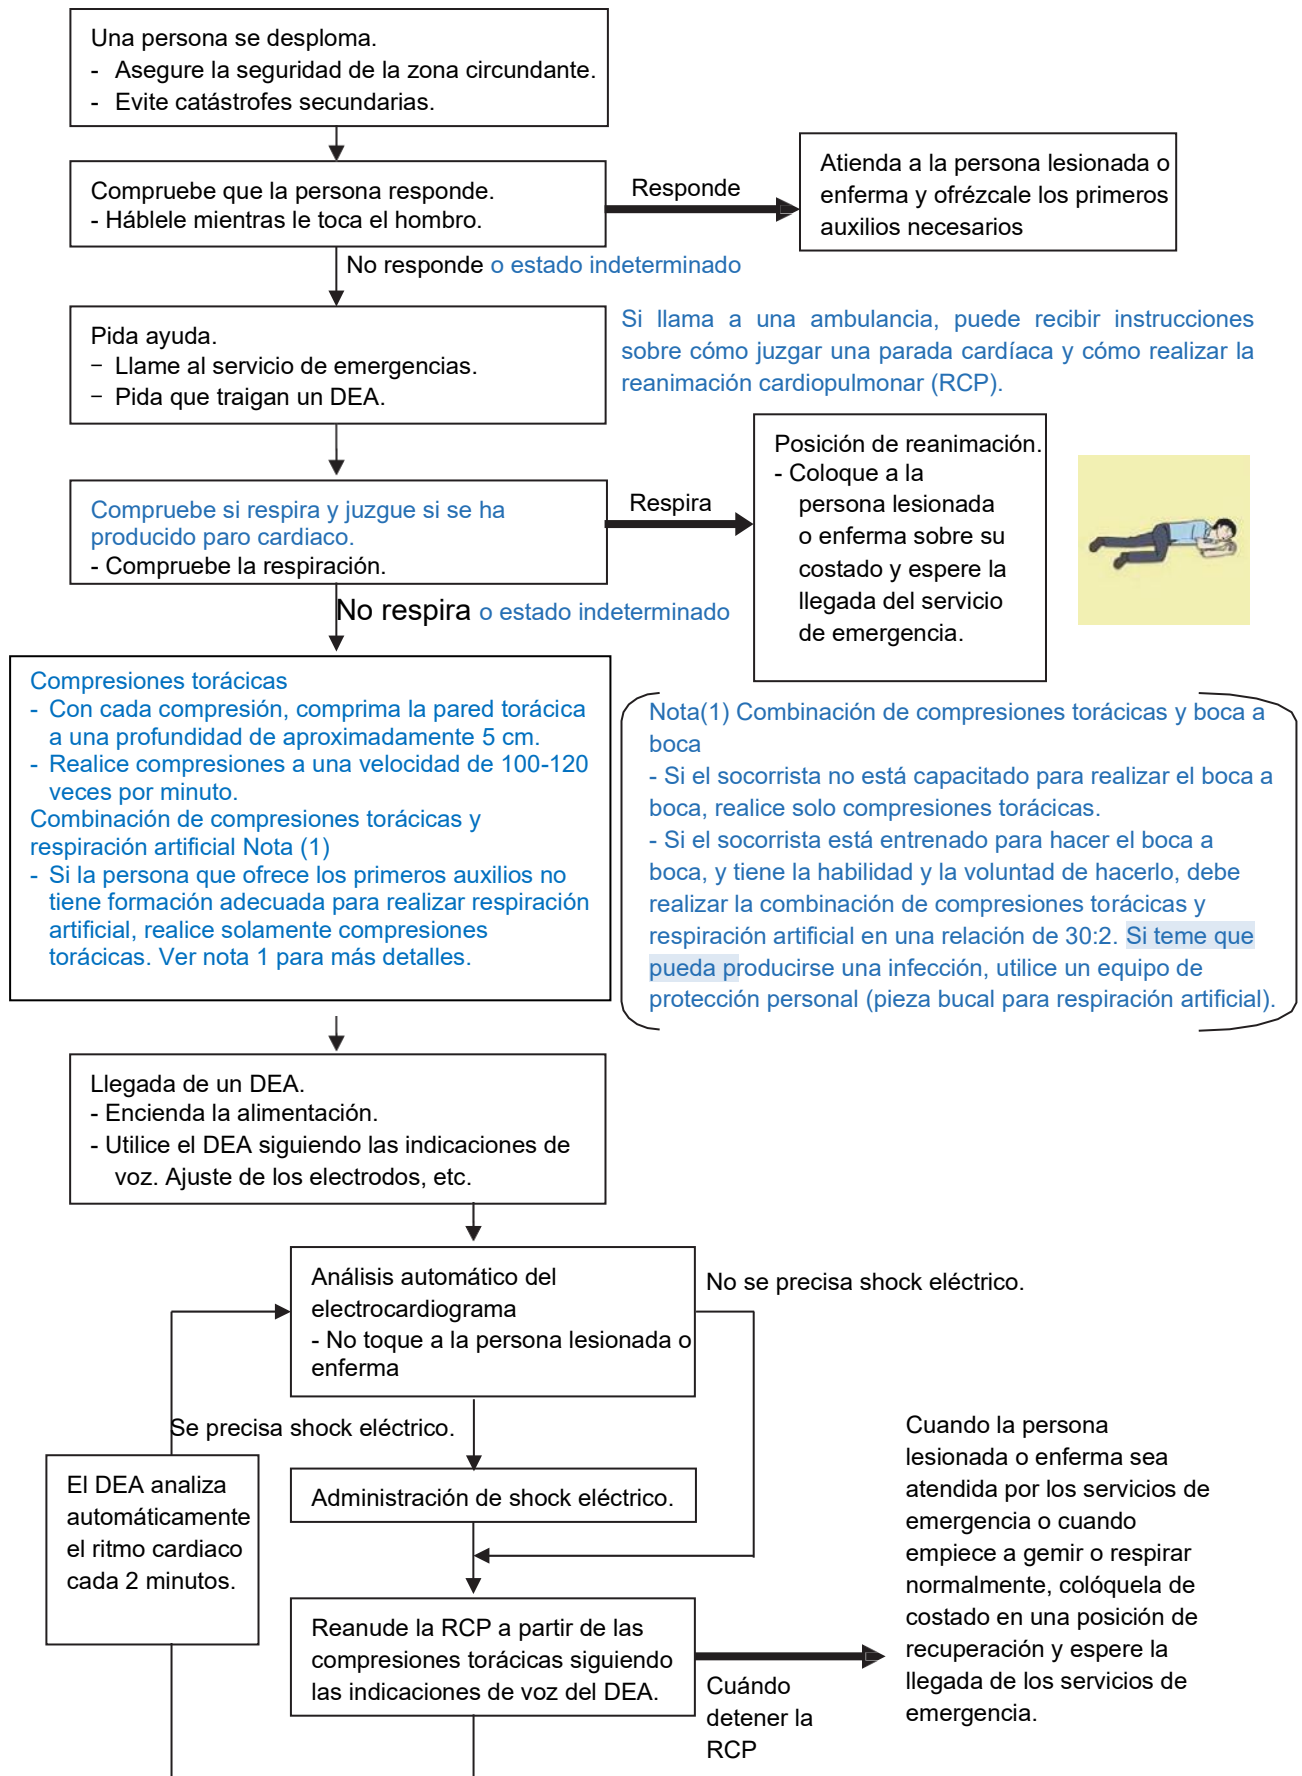 Una persona se desploma.
- Asegure la seguridad de la zona circundante.
- Evite catástrofes secundarias.
Compruebe que la persona responde.
- Háblele mientras le toca el hombro.
Responde
Atienda a la persona lesionada o
enferma y ofrézcale los primeros
auxilios necesarios
No responde o estado indeterminado
Pida ayuda.
− Llame al servicio de emergencias.
− Pida que traigan un DEA.
Si llama a una ambulancia, puede recibir instrucciones
sobre cómo juzgar una parada cardíaca y cómo realizar la
reanimación cardiopulmonar (RCP).
Compruebe si respira y juzgue si se ha
producido paro cardiaco.
- Compruebe la respiración.
Respira
Posición de reanimación.
- Coloque a la
persona lesionada
o enferma sobre su
costado y espere la
llegada del servicio
de emergencia.
No respira o estado indeterminado
Compresiones torácicas
- Con cada compresión, comprima la pared torácica
a una profundidad de aproximadamente 5 cm.
- Realice compresiones a una velocidad de 100-120
veces por minuto.
Combinación de compresiones torácicas y
respiración artificial Nota (1)
- Si la persona que ofrece los primeros auxilios no
tiene formación adecuada para realizar respiración
artificial, realice solamente compresiones
torácicas. Ver nota 1 para más detalles.
Nota(1) Combinación de compresiones torácicas y boca a
boca
- Si el socorrista no está capacitado para realizar el boca a
boca, realice solo compresiones torácicas.
- Si el socorrista está entrenado para hacer el boca a
boca, y tiene la habilidad y la voluntad de hacerlo, debe
realizar la combinación de compresiones torácicas y
respiración artificial en una relación de 30:2. Si teme que
pueda producirse una infección, utilice un equipo de
protección personal (pieza bucal para respiración artificial).
Llegada de un DEA.
- Encienda la alimentación.
- Utilice el DEA siguiendo las indicaciones de
voz. Ajuste de los electrodos, etc.
Análisis automático del
electrocardiograma
- No toque a la persona lesionada o
enferma
No se precisa shock eléctrico.
Se precisa shock eléctrico.
El DEA analiza
automáticamente
el ritmo cardiaco
cada 2 minutos.
Administración de shock eléctrico.
Reanude la RCP a partir de las
compresiones torácicas siguiendo
las indicaciones de voz del DEA.
Cuándo
detener la
RCP
Cuando la persona
lesionada o enferma sea
atendida por los servicios de
emergencia o cuando
empiece a gemir o respirar
normalmente, colóquela de
costado en una posición de
recuperación y espere la
llegada de los servicios de
emergencia.